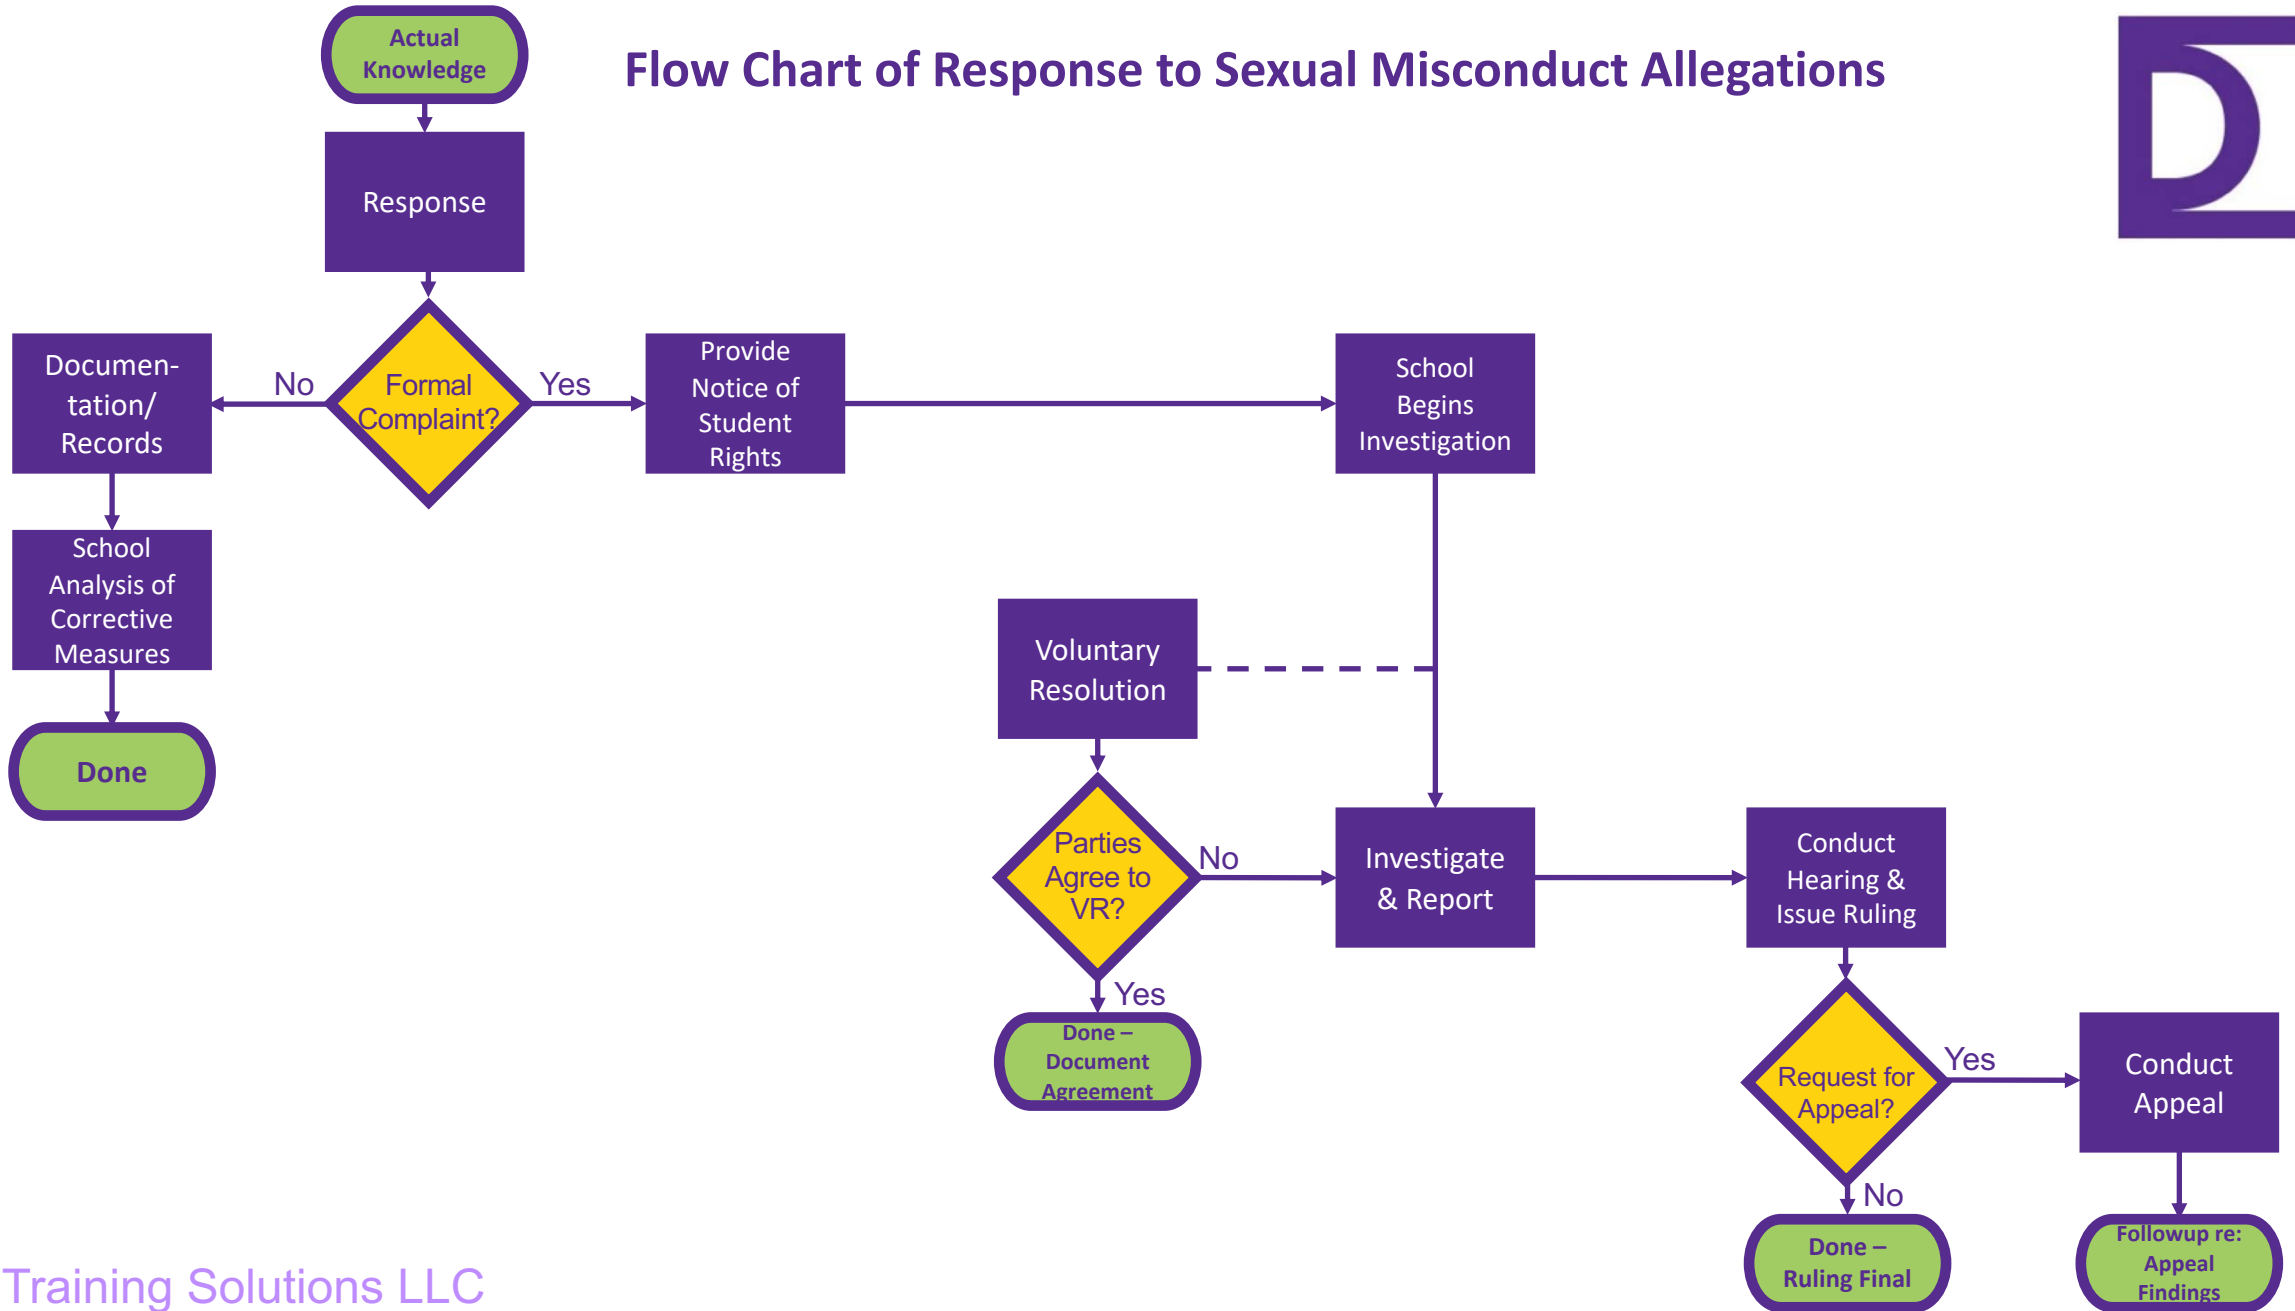 Actual
Knowledge
Flow Chart of Response to Sexual Misconduct Allegations
D
Response
Documen-
tation/
Records
No
Formal
Complaint?
Yes
Provide
Notice of
Student
Rights
School
Begins
Investigation
School
Analysis of
Corrective
Measures
Done
Voluntary
Resolution
Parties
Agree to
VR?
No
Investigate
& Report
Conduct
Hearing &
Issue Ruling
Yes
Done –
Document
Agreement
Request for
Appeal?
Yes
Conduct
Appeal
No
Done –
Ruling Final
Followup re:
Appeal
Findings
Training Solutions LLC